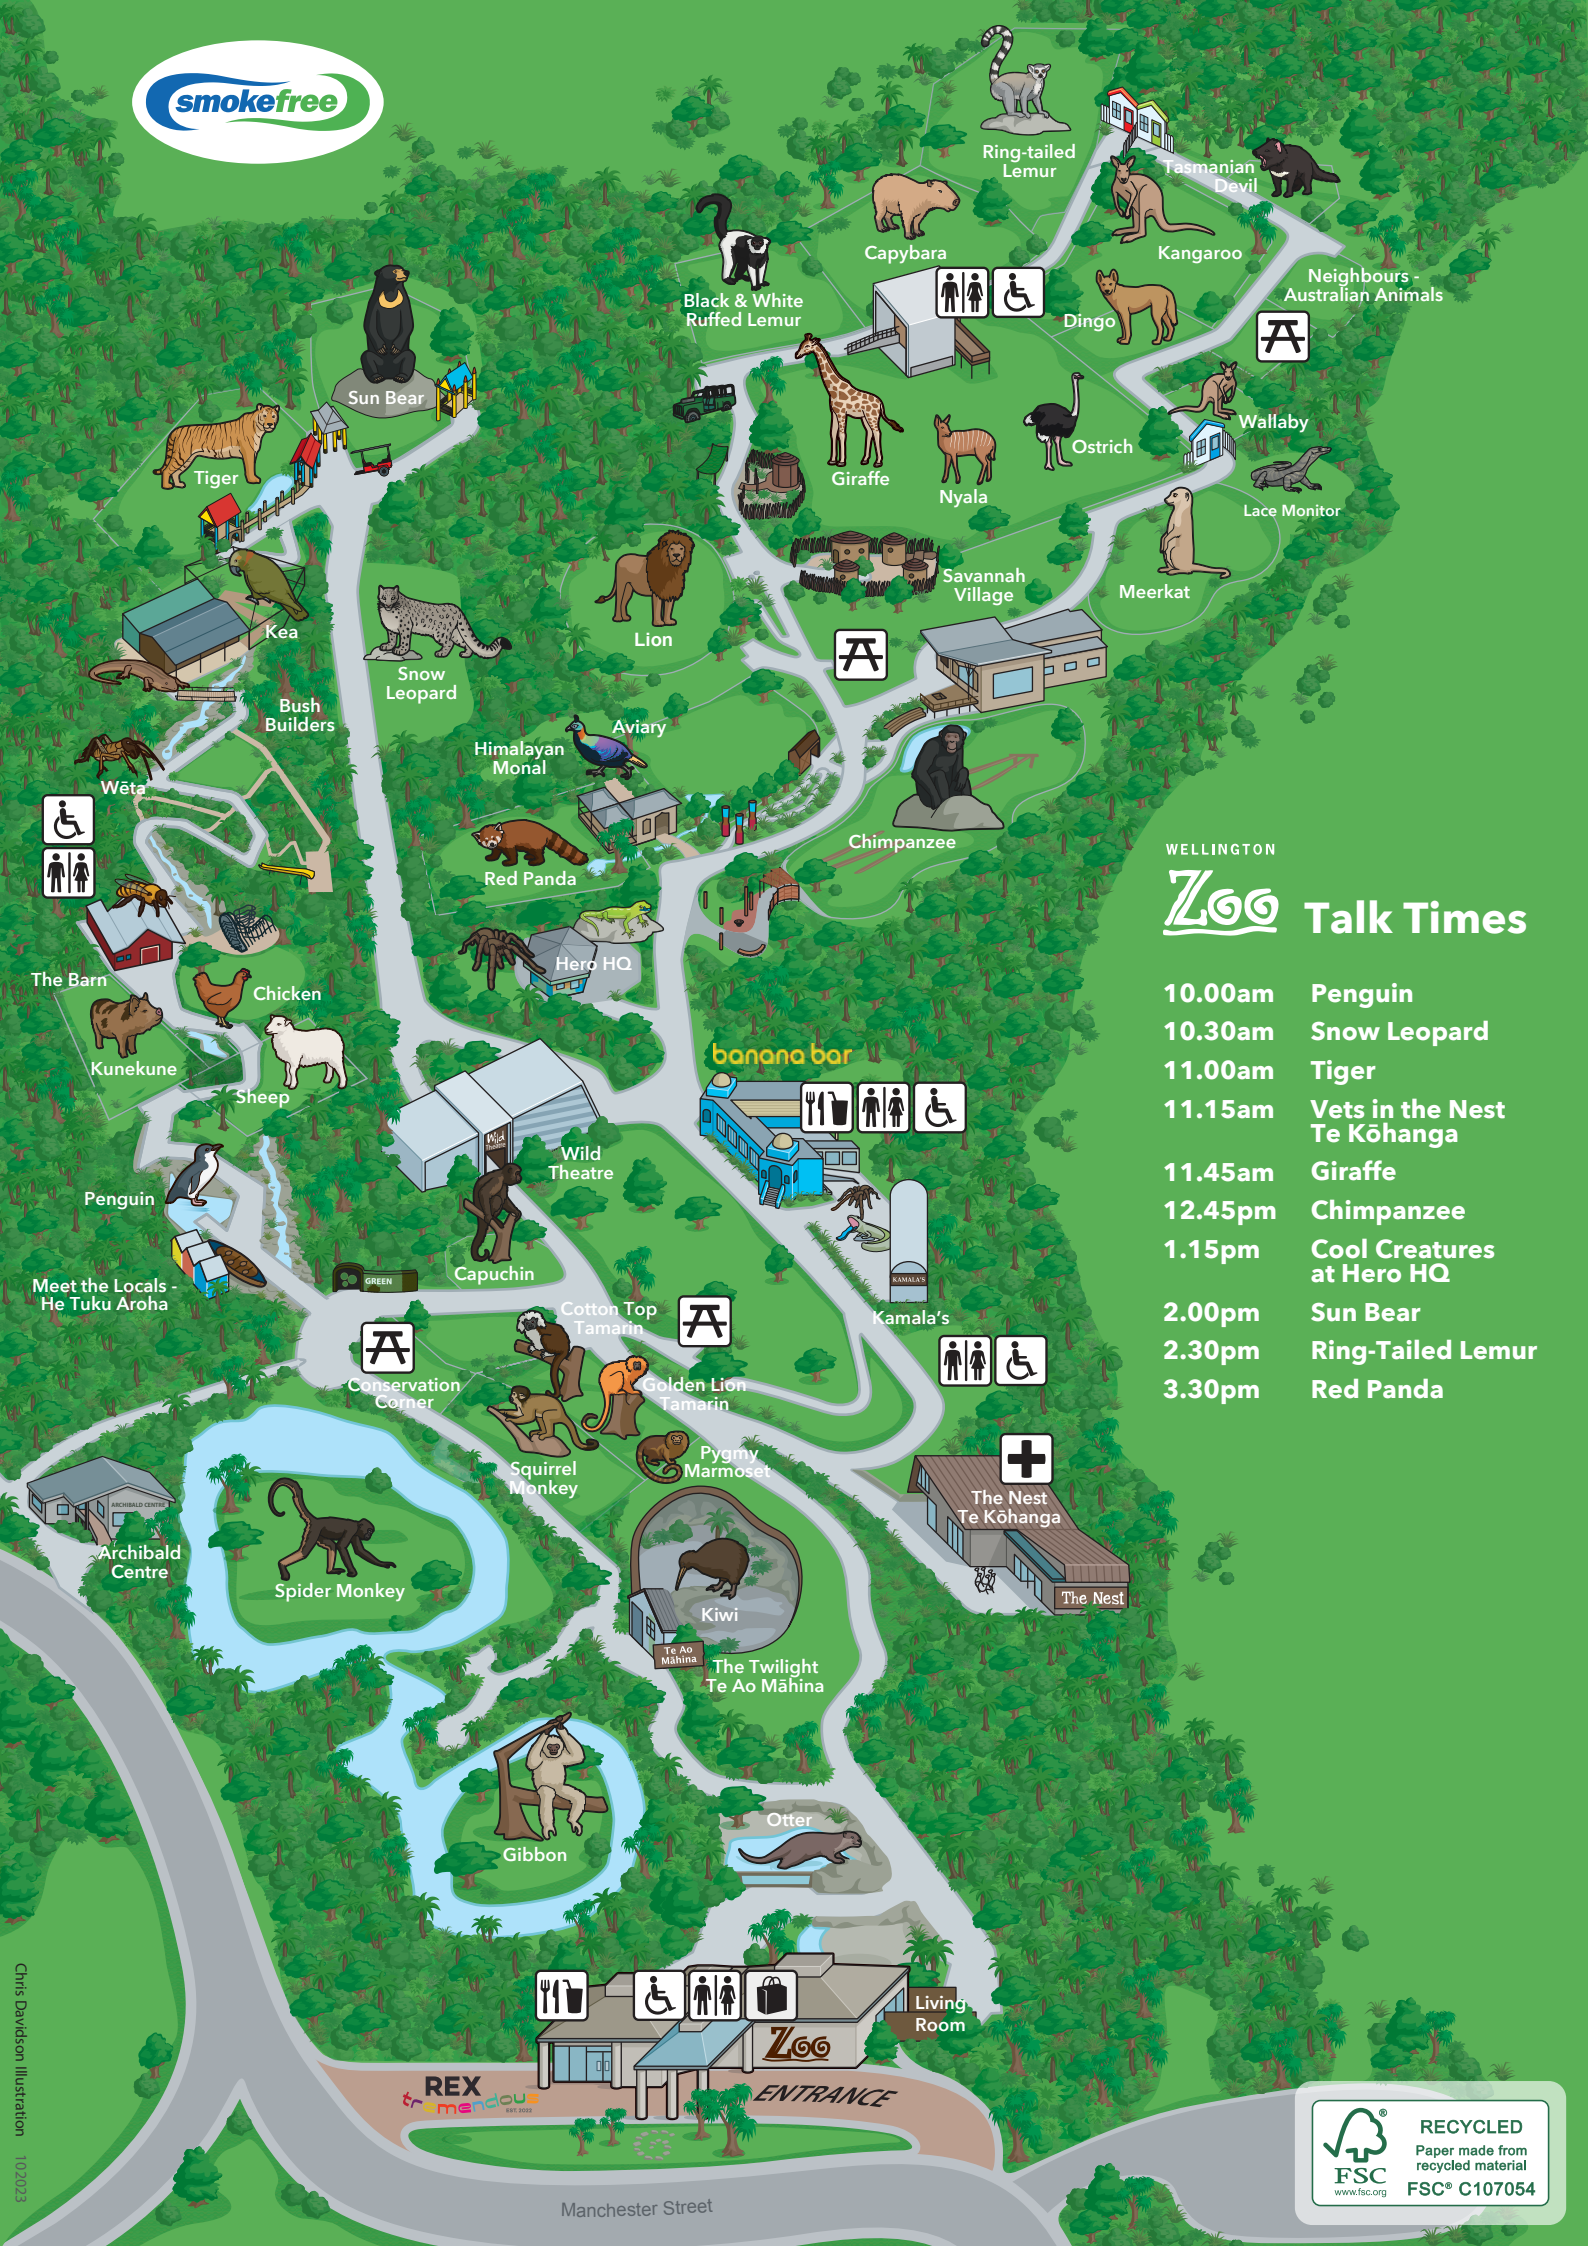 smokefree
Ring-tailed
Lemur
Tasmanian
Devil
Capybara
Kangaroo
Neighbours -
Australian Animals
Black & White
Ruffed Lemur
Dingo
Sun Bear
Wallaby
Tiger
Giraffe
Nyala
Ostrich
Lace Monitor
Savannah
Village
Meerkat
Kea
Lion
Snow
Leopard
Bush
Builders
Aviary
Himalayan
Monal
Wēta
Chimpanzee
Red Panda
Hero HQ
The Barn
Chicken
Kunekune
Sheep
banana bar
Wild
Theatre
Wild
Theatre
Penguin
Meet the Locals -
He Tuku Aroha
GREEN
Capuchin
KAMALA'S
Kamala's
Cotton Top
Tamarin
Conservation
Corner
Golden Lion
Tamarin
Squirrel
Monkey
Pygmy
Marmoset
ARCHIBALD CENTRE
Archibald
Centre
Spider Monkey
The Nest
Te Kōhanga
The Nest
Kiwi
Te Ao
Māhina
The Twilight
Te Ao Māhina
Gibbon
Otter
Living
Room
Zoo
REX
tremendous
EST. 2022
ENTRANCE
Manchester Street
WELLINGTON
Zoo Talk Times
10.00am Penguin
10.30am Snow Leopard
11.00am Tiger
11.15am Vets in the Nest
Te Kōhanga
11.45am Giraffe
12.45pm Chimpanzee
1.15pm Cool Creatures
at Hero HQ
2.00pm Sun Bear
2.30pm Ring-Tailed Lemur
3.30pm Red Panda
Chris Davidson Illustration 102023
®
FSC
www.fsc.org
RECYCLED
Paper made from
recycled material
FSC® C107054